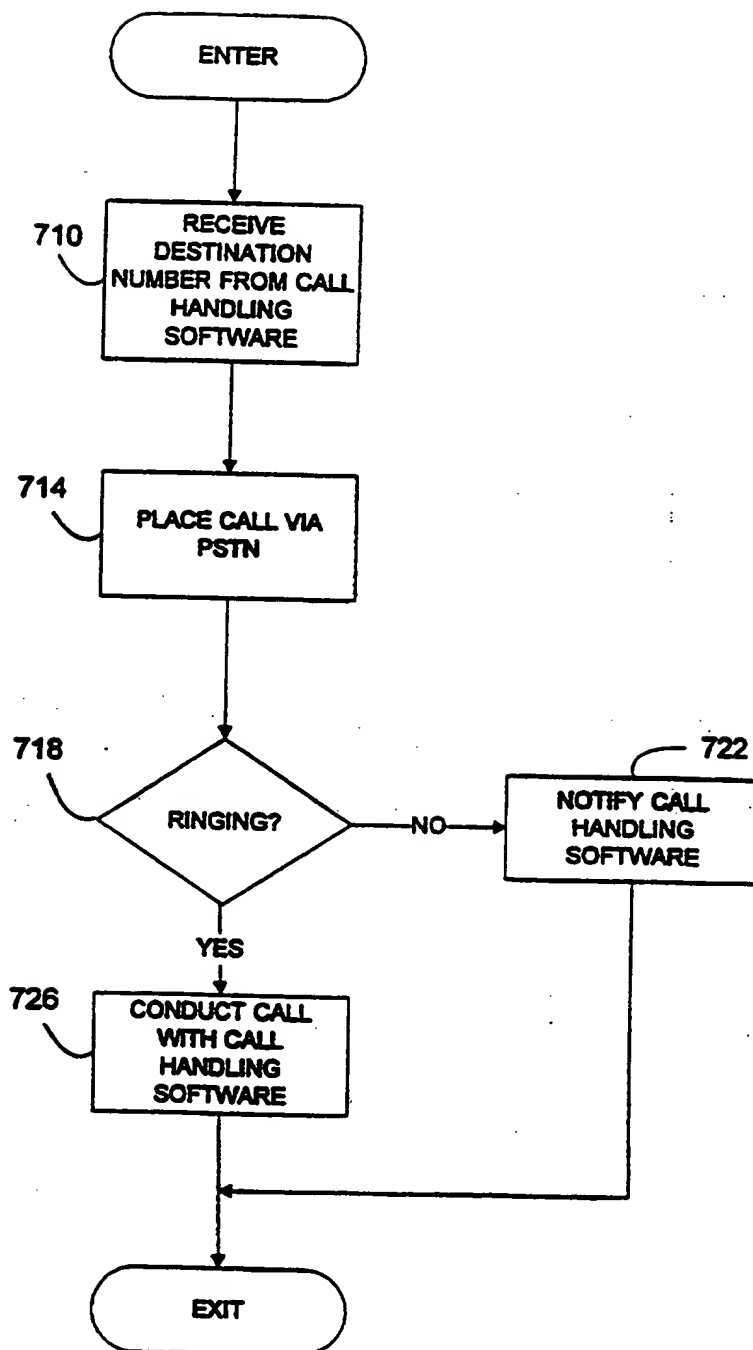 ENTER
710
RECEIVE
DESTINATION
NUMBER FROM CALL
HANDLING
SOFTWARE
714
PLACE CALL VIA
PSTN
718
RINGING?
NO
722
NOTIFY CALL
HANDLING
SOFTWARE
YES
726
CONDUCT CALL
WITH CALL
HANDLING
SOFTWARE
EXIT